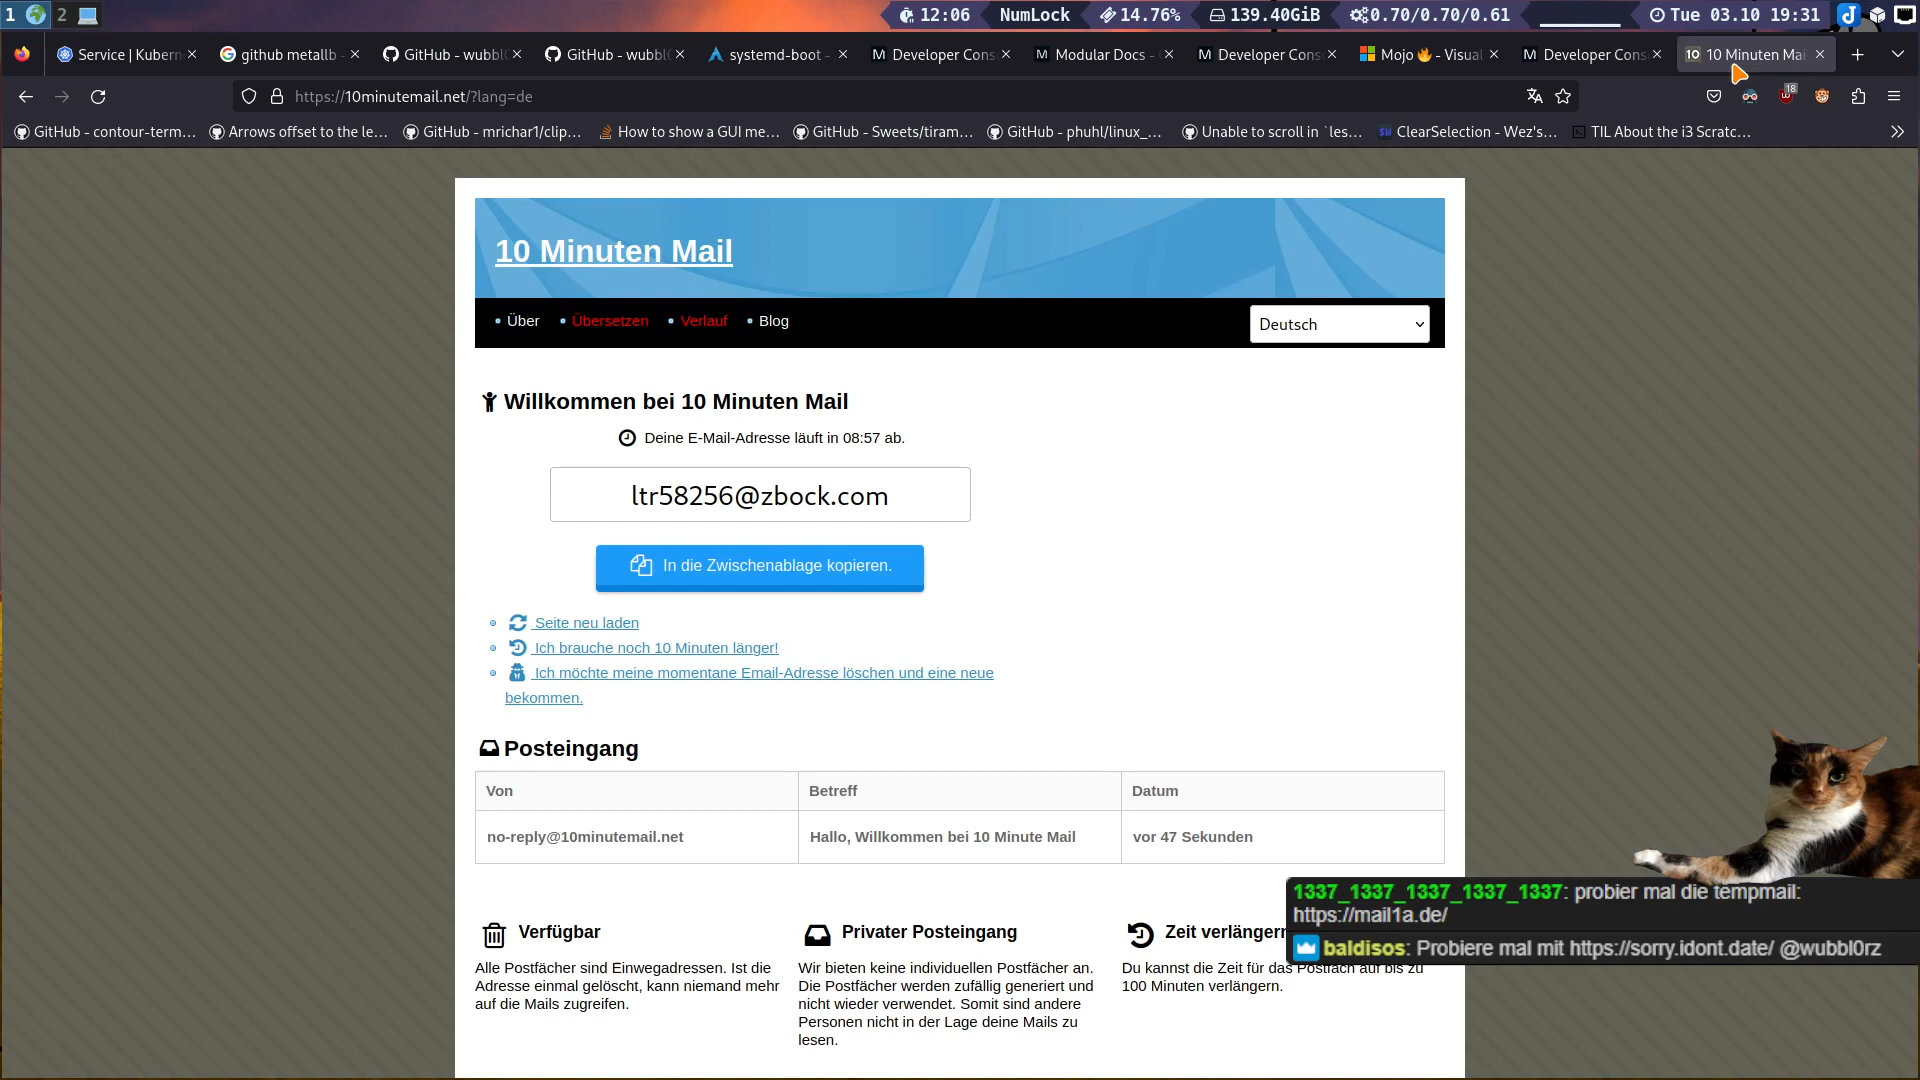 1 2 12:06 NumLock 14.76% 139.40GiB 0.70/0.70/0.61 Tue 03.10 19:31
Service | Kubern github metallb - GitHub - wubbl GitHub - wubbl systemd-boot - Developer Cons Modular Docs - Developer Cons Mojo🔥 - Visual Developer Cons 10 10 Minuten Mai
https://10minutemail.net/?lang=de 18
GitHub - contour-term… Arrows offset to the le… GitHub - mrichar1/clip… How to show a GUI me… GitHub - Sweets/tiram… GitHub - phuhl/linux_… Unable to scroll in `les… ClearSelection - Wez's… TIL About the i3 Scratc…
10 Minuten Mail
Über Übersetzen Verlauf Blog Deutsch
Willkommen bei 10 Minuten Mail
Deine E-Mail-Adresse läuft in 08:57 ab.
ltr58256@zbock.com
In die Zwischenablage kopieren.
Seite neu laden
Ich brauche noch 10 Minuten länger!
Ich möchte meine momentane Email-Adresse löschen und eine neue
bekommen.
Posteingang
Von Betreff Datum
no-reply@10minutemail.net Hallo, Willkommen bei 10 Minute Mail vor 47 Sekunden
1337_1337_1337_1337_1337: probier mal die tempmail:
https://mail1a.de/
baldisos: Probiere mal mit https://sorry.idont.date/ @wubbl0rz
Verfügbar
Alle Postfächer sind Einwegadressen. Ist die
Adresse einmal gelöscht, kann niemand mehr
auf die Mails zugreifen.
Privater Posteingang
Wir bieten keine individuellen Postfächer an.
Die Postfächer werden zufällig generiert und
nicht wieder verwendet. Somit sind andere
Personen nicht in der Lage deine Mails zu
lesen.
Zeit verlängern
Du kannst die Zeit für das Postfach auf bis zu
100 Minuten verlängern.